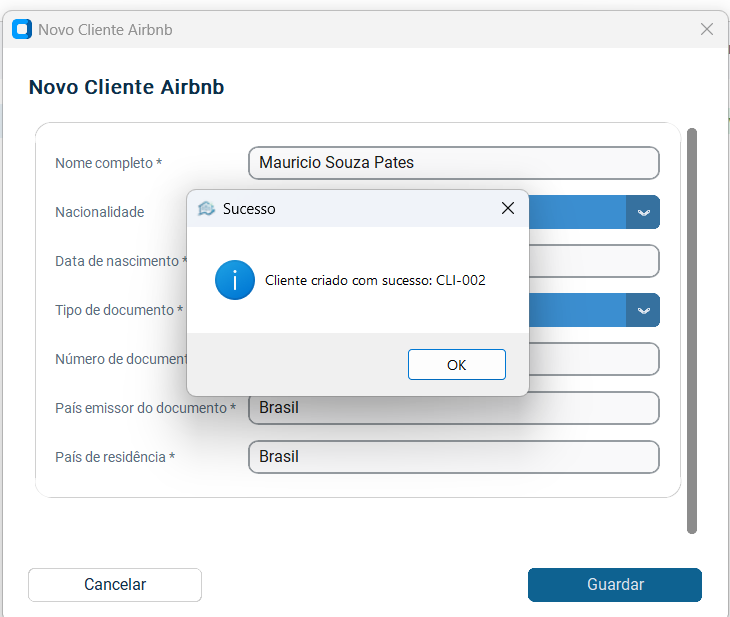 Novo Cliente Airbnb
Novo Cliente Airbnb
Nome completo * Mauricio Souza Pates
Nacionalidade
Sucesso
Data de nascimento *
Cliente criado com sucesso: CLI-002
Tipo de documento *
Número de document
OK
País emissor do documento * Brasil
País de residência * Brasil
Cancelar Guardar